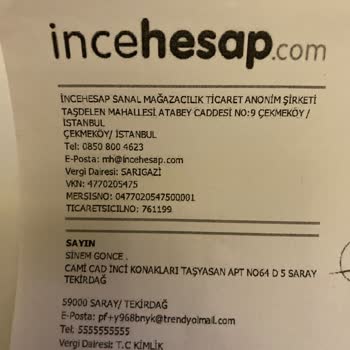 incehesap.com
İNCEHESAP SANAL MAĞAZACILIK TİCARET ANONİM ŞİRKETİ
TAŞDELEN MAHALLESİ ATABEY CADDESİ NO:9 ÇEKMEKÖY /
İSTANBUL
ÇEKMEKÖY/ İSTANBUL
Tel: 0850 800 4623
E-Posta: mh@incehesap.com
Vergi Dairesi: SARIGAZİ
VKN: 4770205475
MERSISNO: 0477020547500001
TICARETSICILNO: 761199
SAYIN
SİNEM GONCE .
CAMİ CAD İNCİ KONAKLARI TAŞYASAN APT NO64 D 5 SARAY
TEKİRDAĞ
59000 SARAY/ TEKİRDAĞ
E-Posta: pf+y968bnyk@trendyolmail.com
Tel: 5555555555
Vergi Dairesi: T.C KİMLİK